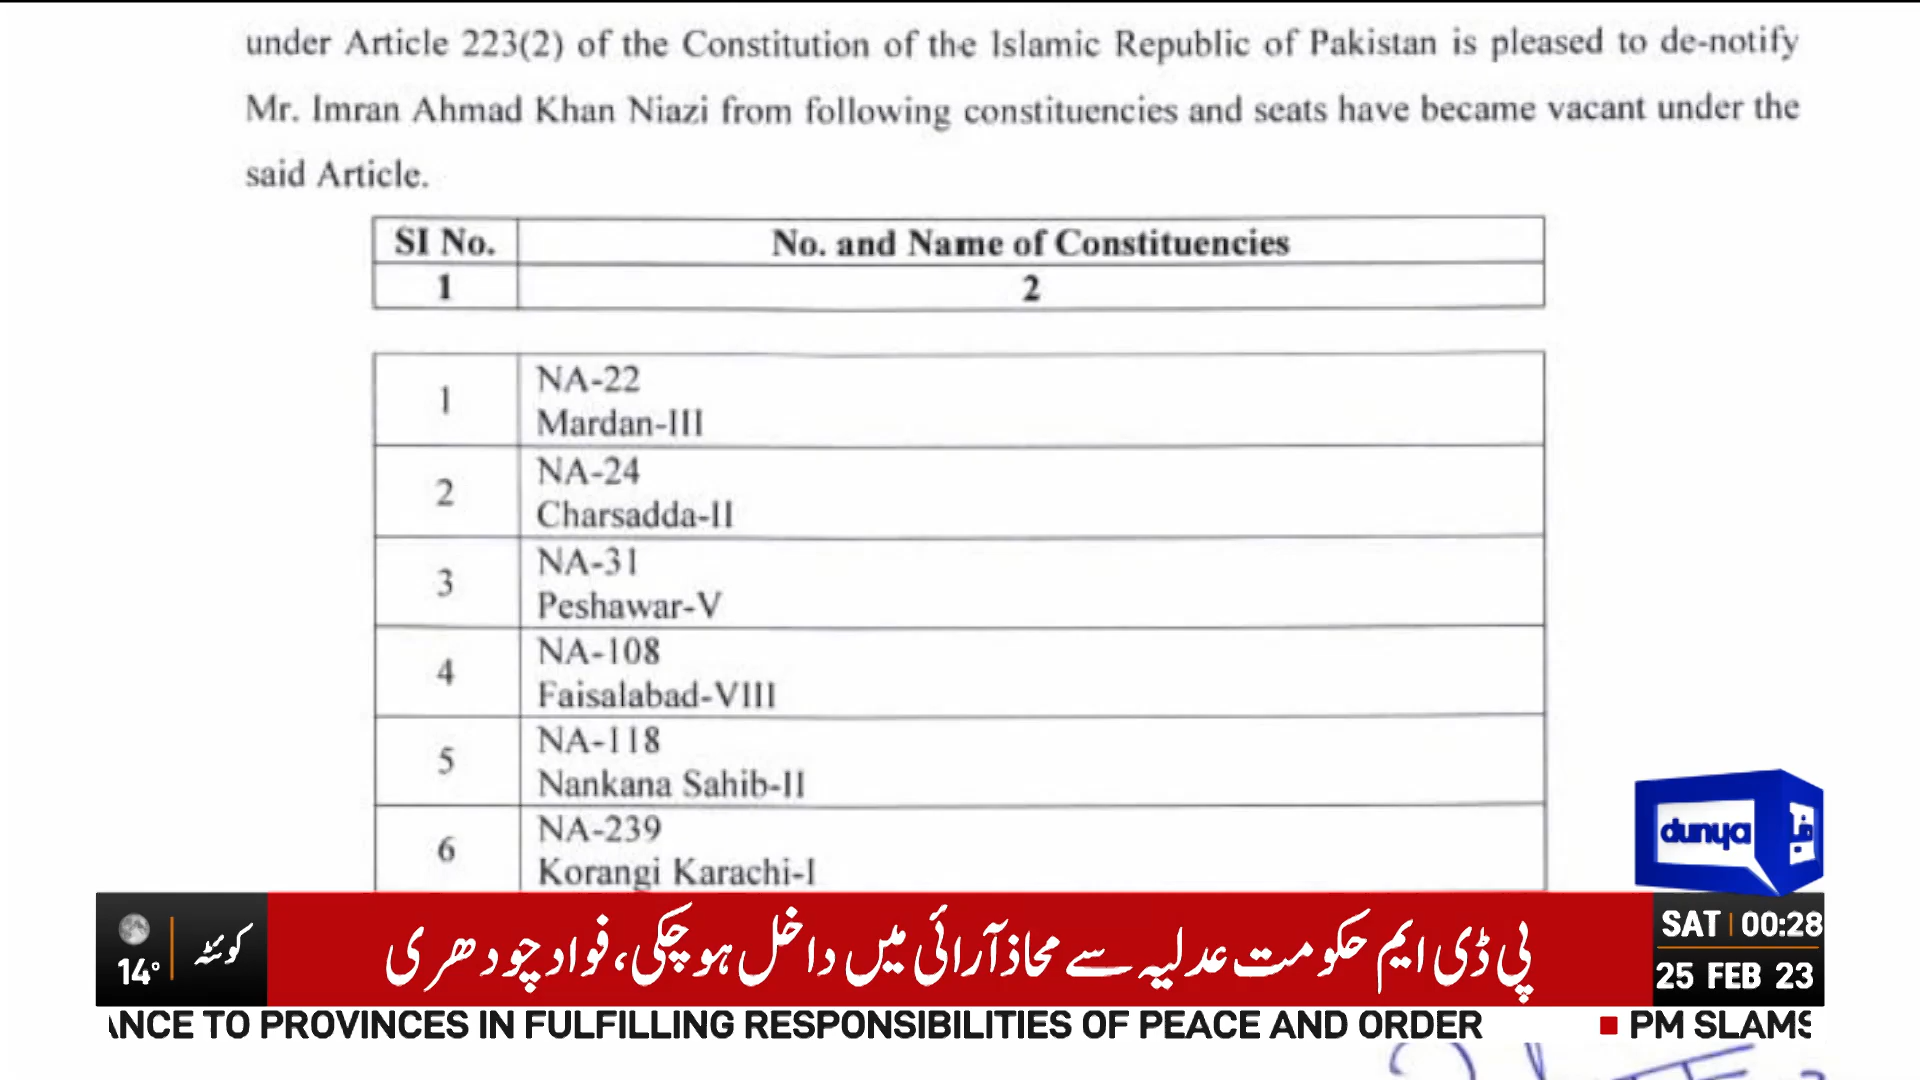 under Article 223(2) of the Constitution of the Islamic Republic of Pakistan is pleased to de-notify
Mr. Imran Ahmad Khan Niazi from following constituencies and seats have became vacant under the
said Article.
SI No. No. and Name of Constituencies
1 2
1 NA-22
Mardan-III
2 NA-24
Charsadda-II
3 NA-31
Peshawar-V
4 NA-108
Faisalabad-VIII
5 NA-118
Nankana Sahib-II
6 NA-239
Korangi Karachi-I
dunya دنیا
14° کوئٹہ
پی ڈی ایم حکومت عدلیہ سے محاذ آرائی میں داخل ہو چکی، فواد چودھری
SAT 00:28
25 FEB 23
ANCE TO PROVINCES IN FULFILLING RESPONSIBILITIES OF PEACE AND ORDER
PM SLAMS